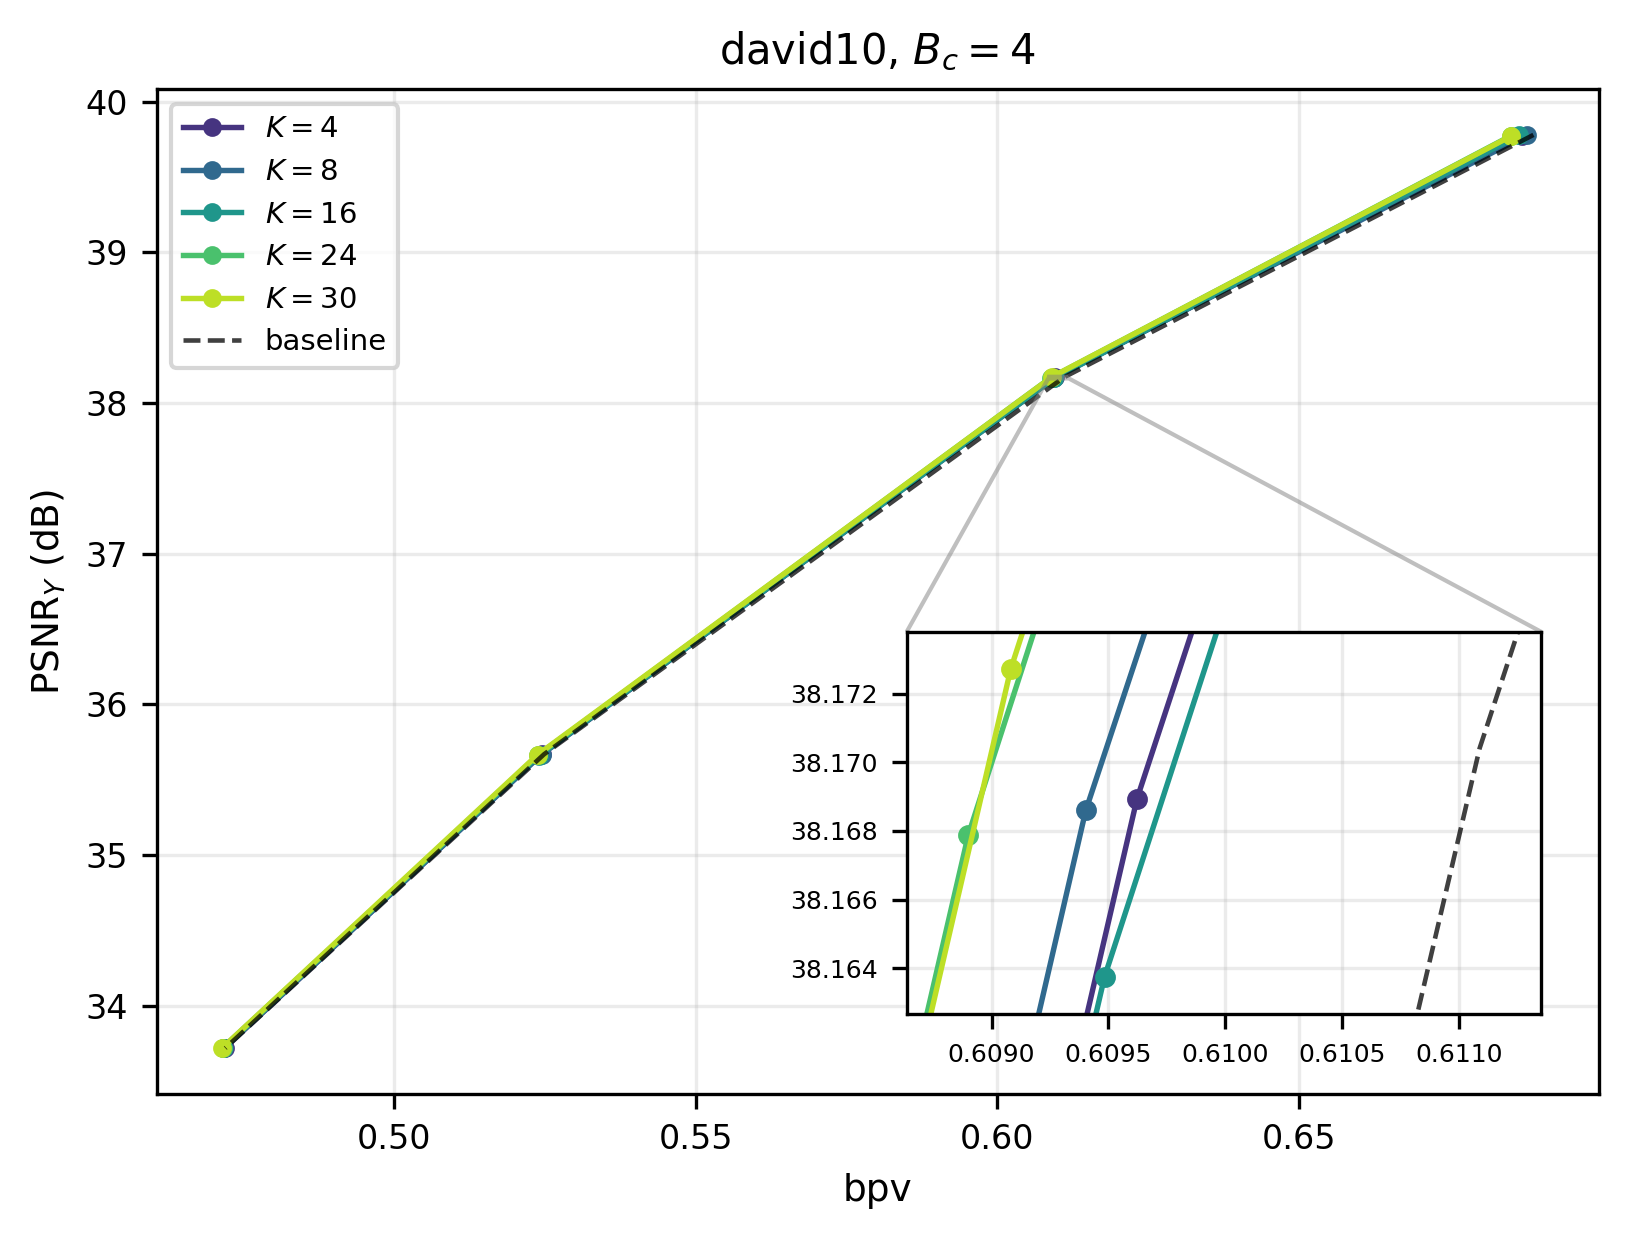 david10, $B_c = 4$
40
39
38
37
36
35
34
PSNR$_Y$ (dB)
K = 4
K = 8
K = 16
K = 24
K = 30
baseline
38.172
38.170
38.168
38.166
38.164
0.6090 0.6095 0.6100 0.6105 0.6110
0.50 0.55 0.60 0.65
bpv